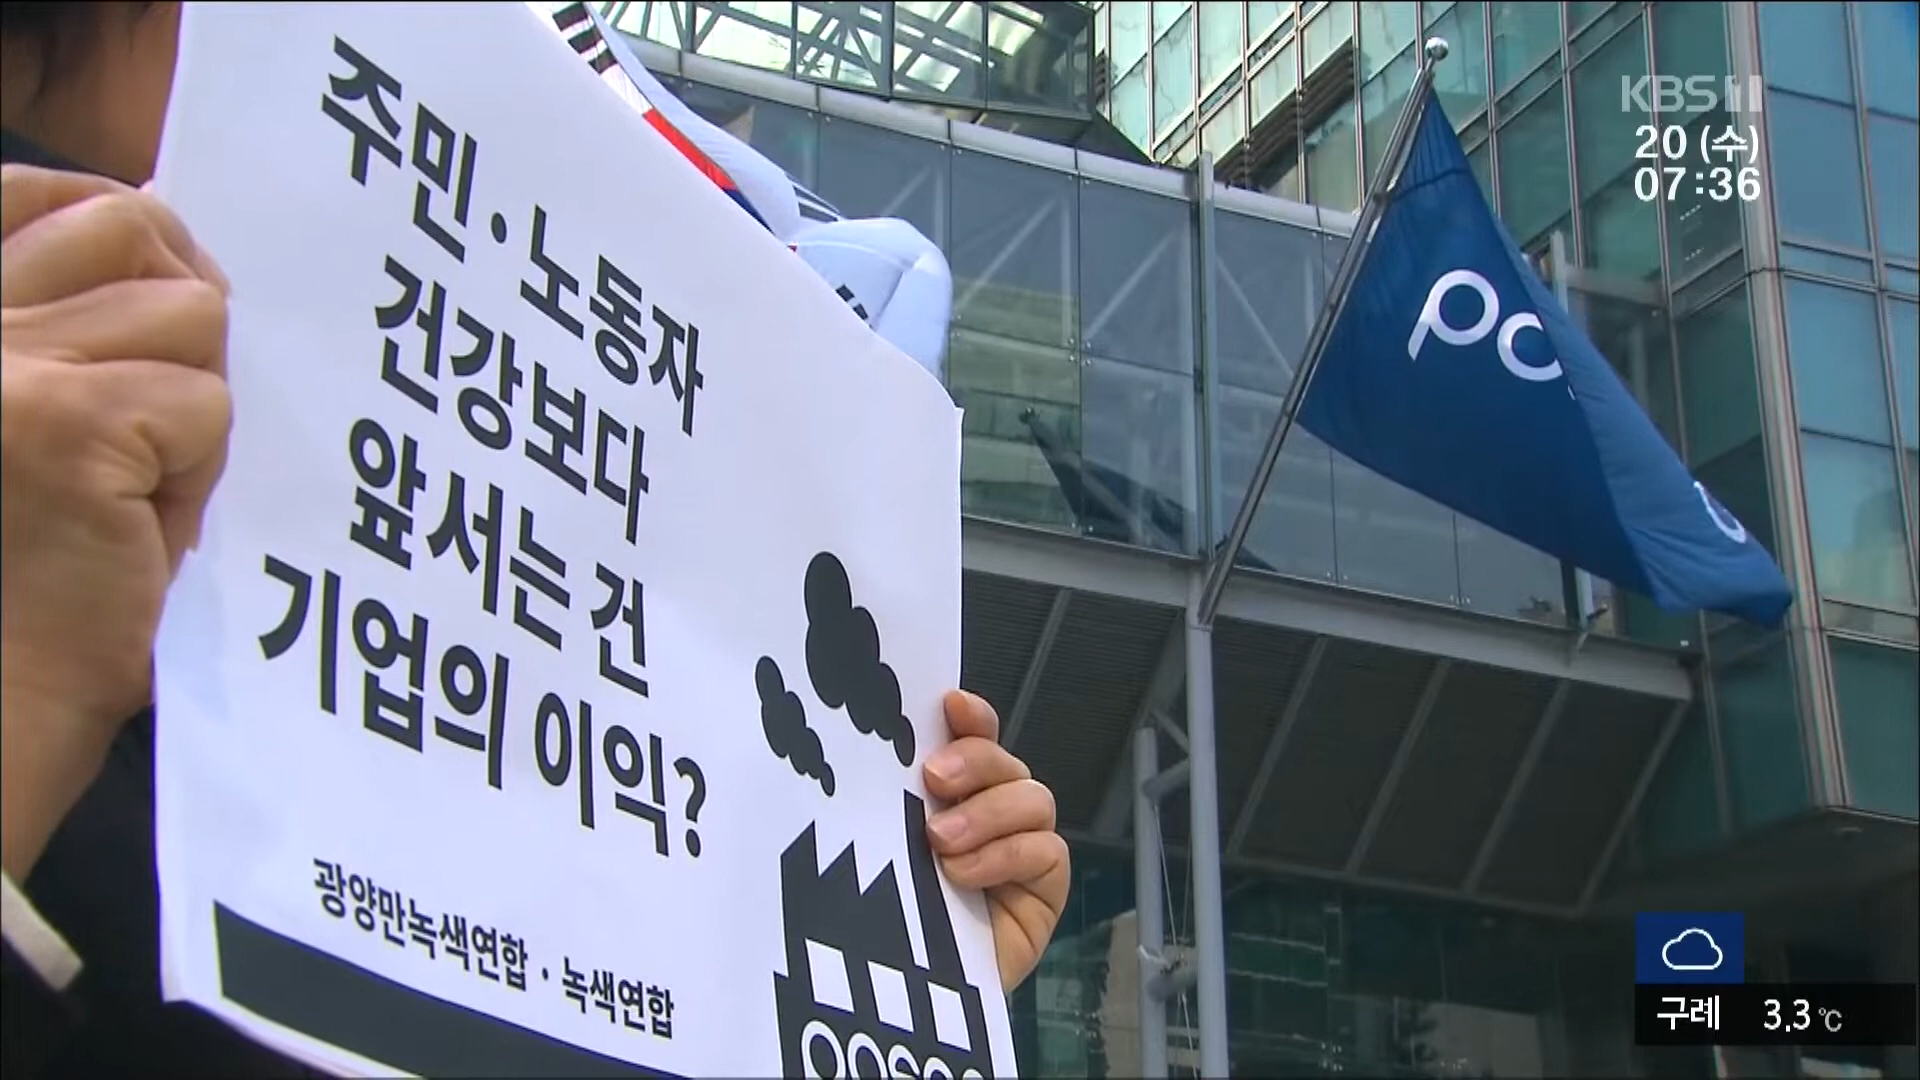 주민·노동자
건강보다
앞서는 건
기업의 이익?
광양만녹색연합·녹색연합
posco
po
KBS 1
20 (수)
07:36
구례 3.3℃